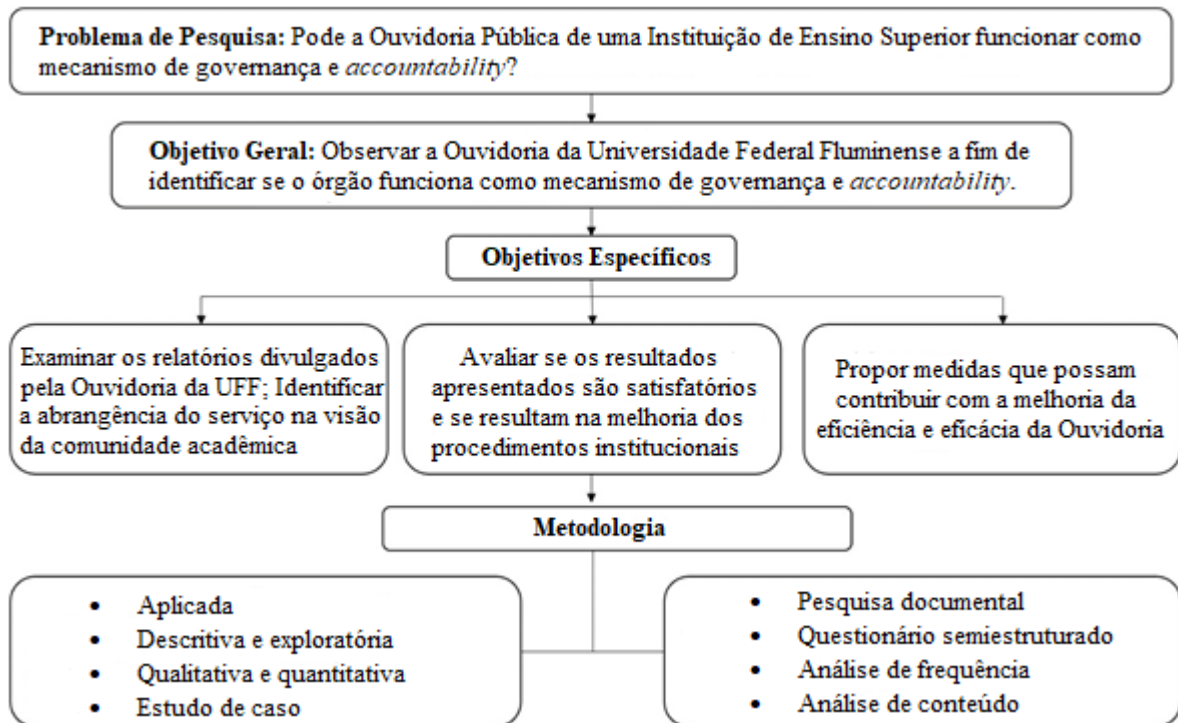 Problema de Pesquisa: Pode a Ouvidoria Pública de uma Instituição de Ensino Superior funcionar como
mecanismo de governança e accountability?
Objetivo Geral: Observar a Ouvidoria da Universidade Federal Fluminense a fim de
identificar se o órgão funciona como mecanismo de governança e accountability.
Objetivos Específicos
Examinar os relatórios divulgados
pela Ouvidoria da UFF; Identificar
a abrangência do serviço na visão
da comunidade acadêmica
Avaliar se os resultados
apresentados são satisfatórios
e se resultam na melhoria dos
procedimentos institucionais
Propor medidas que possam
contribuir com a melhoria da
eficiência e eficácia da Ouvidoria
Metodologia
• Aplicada
• Descritiva e exploratória
• Qualitativa e quantitativa
• Estudo de caso
• Pesquisa documental
• Questionário semiestruturado
• Análise de frequência
• Análise de conteúdo